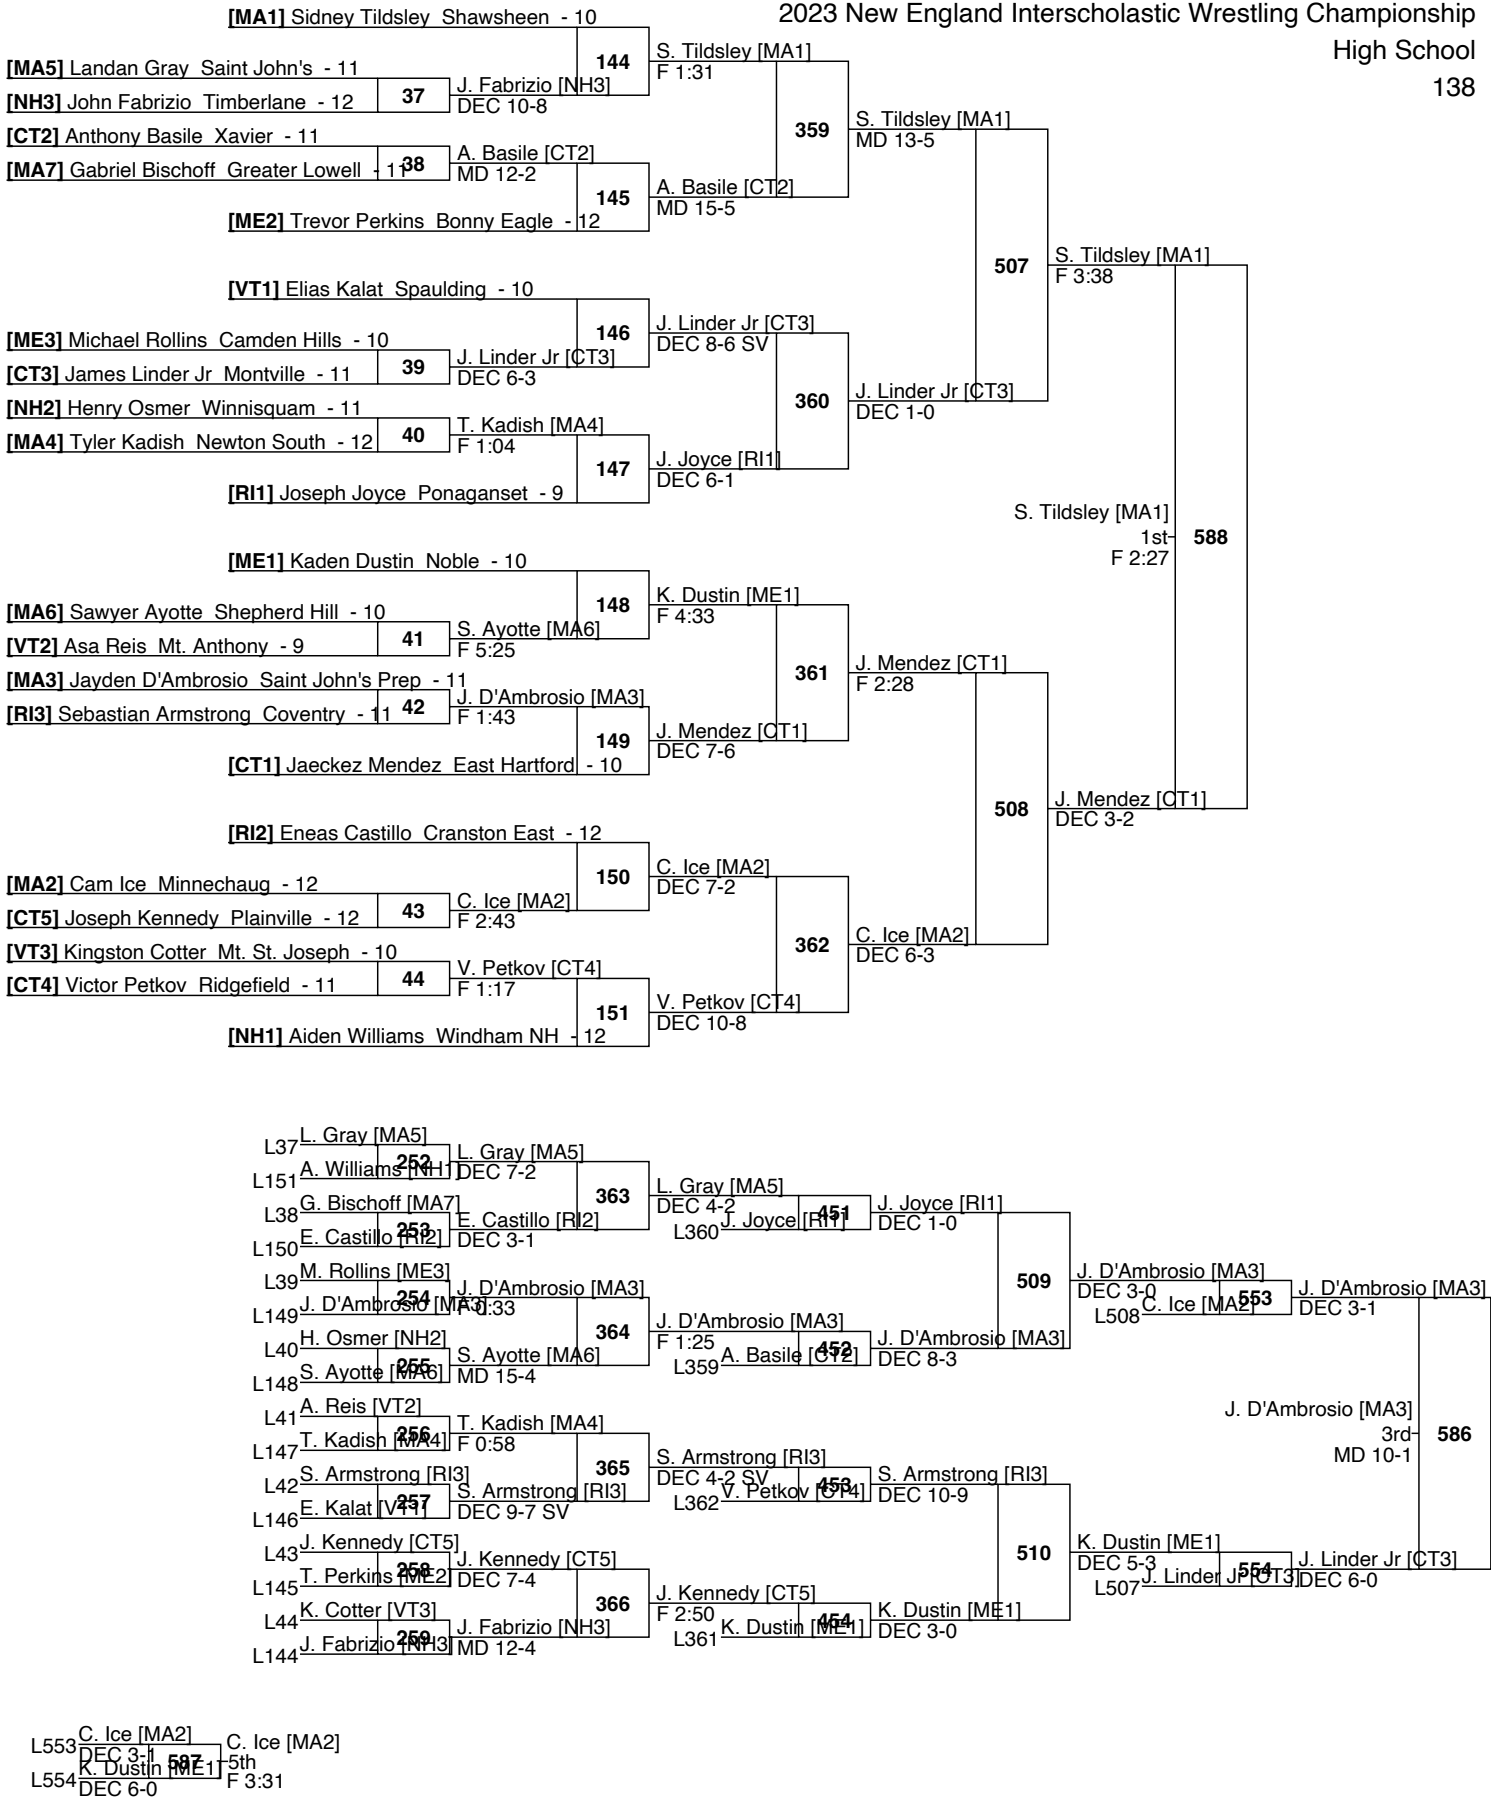 2023 New England Interscholastic Wrestling Championship
High School
138
[MA1] Sidney Tildsley Shawsheen - 10
144
S. Tildsley [MA1]
F 1:31
[MA5] Landan Gray Saint John's - 11
37
J. Fabrizio [NH3]
DEC 10-8
[NH3] John Fabrizio Timberlane - 12
359
S. Tildsley [MA1]
MD 13-5
[CT2] Anthony Basile Xavier - 11
38
A. Basile [CT2]
MD 12-2
[MA7] Gabriel Bischoff Greater Lowell - 11
145
A. Basile [CT2]
MD 15-5
[ME2] Trevor Perkins Bonny Eagle - 12
507
S. Tildsley [MA1]
F 3:38
[VT1] Elias Kalat Spaulding - 10
146
J. Linder Jr [CT3]
DEC 8-6 SV
[ME3] Michael Rollins Camden Hills - 10
39
J. Linder Jr [CT3]
DEC 6-3
[CT3] James Linder Jr Montville - 11
360
J. Linder Jr [CT3]
DEC 1-0
[NH2] Henry Osmer Winnisquam - 11
40
T. Kadish [MA4]
F 1:04
[MA4] Tyler Kadish Newton South - 12
147
J. Joyce [RI1]
DEC 6-1
[RI1] Joseph Joyce Ponaganset - 9
S. Tildsley [MA1]
1st
F 2:27
588
[ME1] Kaden Dustin Noble - 10
148
K. Dustin [ME1]
F 4:33
[MA6] Sawyer Ayotte Shepherd Hill - 10
41
S. Ayotte [MA6]
F 5:25
[VT2] Asa Reis Mt. Anthony - 9
361
J. Mendez [CT1]
F 2:28
[MA3] Jayden D'Ambrosio Saint John's Prep - 11
42
J. D'Ambrosio [MA3]
F 1:43
[RI3] Sebastian Armstrong Coventry - 11
149
J. Mendez [CT1]
DEC 7-6
[CT1] Jaeckez Mendez East Hartford - 10
508
J. Mendez [CT1]
DEC 3-2
[RI2] Eneas Castillo Cranston East - 12
150
C. Ice [MA2]
DEC 7-2
[MA2] Cam Ice Minnechaug - 12
43
C. Ice [MA2]
F 2:43
[CT5] Joseph Kennedy Plainville - 12
362
C. Ice [MA2]
DEC 6-3
[VT3] Kingston Cotter Mt. St. Joseph - 10
44
V. Petkov [CT4]
F 1:17
[CT4] Victor Petkov Ridgefield - 11
151
V. Petkov [CT4]
DEC 10-8
[NH1] Aiden Williams Windham NH - 12
L37 L. Gray [MA5]
252
L. Gray [MA5]
DEC 7-2
L151 A. Williams [NH1]
363
L. Gray [MA5]
DEC 4-2
L38 G. Bischoff [MA7]
253
E. Castillo [RI2]
DEC 3-1
L150 E. Castillo [RI2]
L360 J. Joyce [RI1]
451
J. Joyce [RI1]
DEC 1-0
L39 M. Rollins [ME3]
254
J. D'Ambrosio [MA3]
F 0:33
L149 J. D'Ambrosio [MA3]
509
J. D'Ambrosio [MA3]
DEC 3-0
L508 C. Ice [MA2]
553
J. D'Ambrosio [MA3]
DEC 3-1
364
J. D'Ambrosio [MA3]
F 1:25
L40 H. Osmer [NH2]
255
S. Ayotte [MA6]
MD 15-4
L148 S. Ayotte [MA6]
L359 A. Basile [CT2]
452
J. D'Ambrosio [MA3]
DEC 8-3
L41 A. Reis [VT2]
256
T. Kadish [MA4]
F 0:58
L147 T. Kadish [MA4]
J. D'Ambrosio [MA3]
3rd
MD 10-1
586
365
S. Armstrong [RI3]
DEC 4-2 SV
L42 S. Armstrong [RI3]
257
S. Armstrong [RI3]
DEC 9-7 SV
L146 E. Kalat [VT1]
L362 V. Petkov [CT4]
453
S. Armstrong [RI3]
DEC 10-9
L43 J. Kennedy [CT5]
258
J. Kennedy [CT5]
DEC 7-4
L145 T. Perkins [ME2]
510
K. Dustin [ME1]
DEC 5-3
L507 J. Linder Jr [CT3]
554
J. Linder Jr [CT3]
DEC 6-0
366
J. Kennedy [CT5]
F 2:50
L44 K. Cotter [VT3]
259
J. Fabrizio [NH3]
MD 12-4
L144 J. Fabrizio [NH3]
L361 K. Dustin [ME1]
454
K. Dustin [ME1]
DEC 3-0
L553 C. Ice [MA2]
DEC 3-1
587
C. Ice [MA2]
5th
F 3:31
L554 K. Dustin [ME1]
DEC 6-0